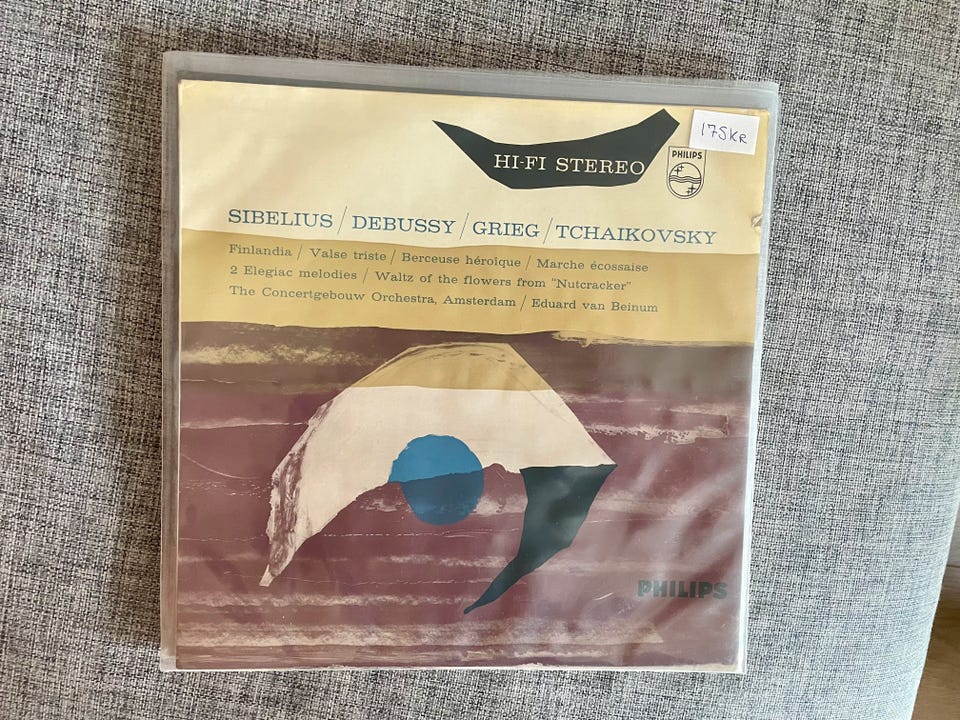 175KR
HI-FI STEREO
PHILIPS
SIBELIUS / DEBUSSY / GRIEG / TCHAIKOVSKY
Finlandia / Valse triste / Berceuse héroïque / Marche écossaise
2 Elegiac melodies / Waltz of the flowers from "Nutcracker"
The Concertgebouw Orchestra, Amsterdam / Eduard van Beinum
PHILIPS